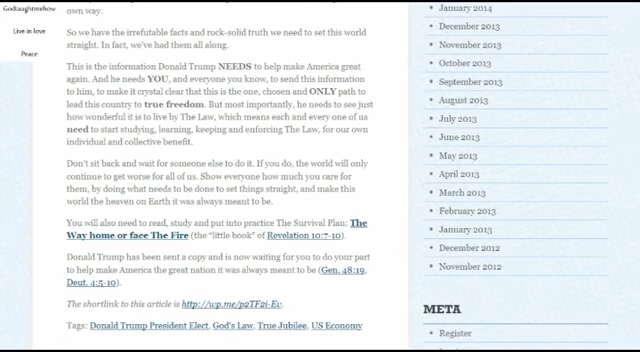 Godtaughtmehow
Live in love
Peace
own way.
So we have the irrefutable facts and rock-solid truth we need to set this world
straight. In fact, we've had them all along.
This is the information Donald Trump NEEDS to help make America great
again. And he needs YOU, and everyone you know, to send this information
to him, to make it crystal clear that this is the one, chosen and ONLY path to
lead this country to true freedom. But most importantly, he needs to see just
how wonderful it is to live by The Law, which means each and every one of us
need to start studying, learning, keeping and enforcing The Law, for our own
individual and collective benefit.
Don't sit back and wait for someone else to do it. If you do, the world will only
continue to get worse for all of us. Show everyone how much you care for
them, by doing what needs to be done to set things straight, and make this
world the heaven on Earth it was always meant to be.
You will also need to read, study and put into practice The Survival Plan: The
Way home or face The Fire (the "little book" of Revelation 10:7-10).
Donald Trump has been sent a copy and is now waiting for you to do your part
to help make America the great nation it was always meant to be (Gen. 48:19,
Deut. 4:5-10).
The shortlink to this article is http://wp.me/p2TF2i-Ev.
Tags: Donald Trump President Elect, God's Law, True Jubilee, US Economy
January 2014
December 2013
November 2013
October 2013
September 2013
August 2013
July 2013
June 2013
May 2013
April 2013
March 2013
February 2013
January 2013
December 2012
November 2012
META
Register